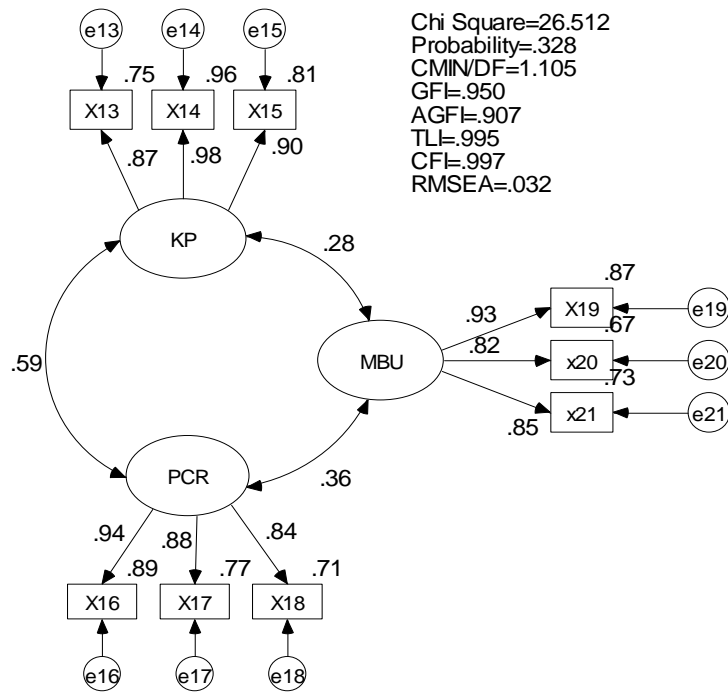 e13
e14
e15
Chi Square=26.512
Probability=.328
CMIN/DF=1.105
GFI=.950
AGFI=.907
TLI=.995
CFI=.997
RMSEA=.032
.75
.96
.81
X13
X14
X15
.87
.98
.90
KP
.28
.87
X19
e19
.93
.67
.59
.82
MBU
x20
e20
.73
x21
e21
.85
PCR
.36
.94
.88
.84
.89
.77
.71
X16
X17
X18
e16
e17
e18